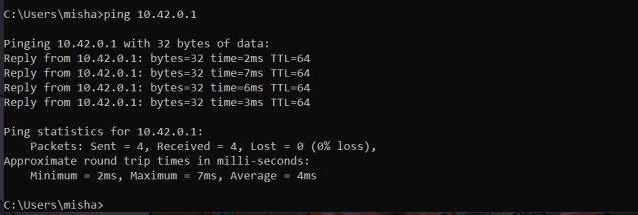 C:\Users\misha>ping 10.42.0.1
Pinging 10.42.0.1 with 32 bytes of data:
Reply from 10.42.0.1: bytes=32 time=2ms TTL=64
Reply from 10.42.0.1: bytes=32 time=7ms TTL=64
Reply from 10.42.0.1: bytes=32 time=6ms TTL=64
Reply from 10.42.0.1: bytes=32 time=3ms TTL=64
Ping statistics for 10.42.0.1:
Packets: Sent = 4, Received = 4, Lost = 0 (0% loss),
Approximate round trip times in milli-seconds:
Minimum = 2ms, Maximum = 7ms, Average = 4ms
C:\Users\misha>